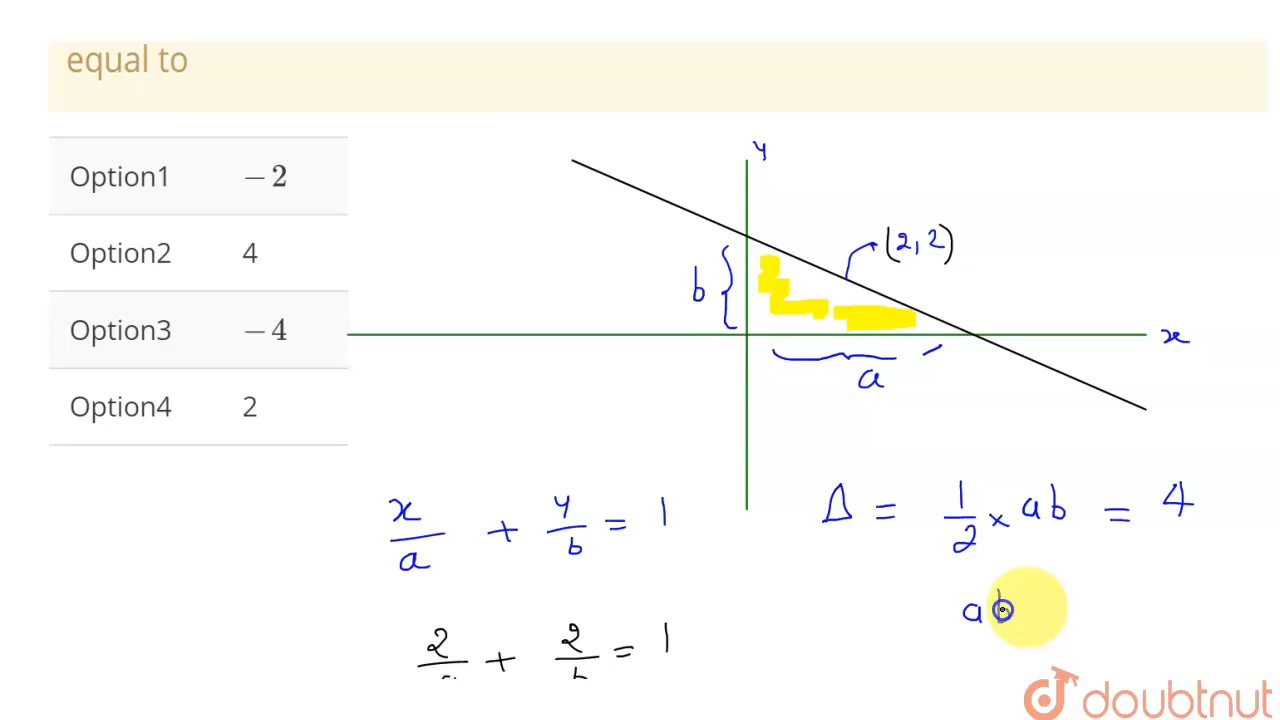 equal to
Option1 −2
Option2 4
Option3 −4
Option4 2
y
(2,2)
b
x
a
x/a + y/b = 1
Δ = 1/2 × ab = 4
ab
2/a + 2/b = 1
doubtnut